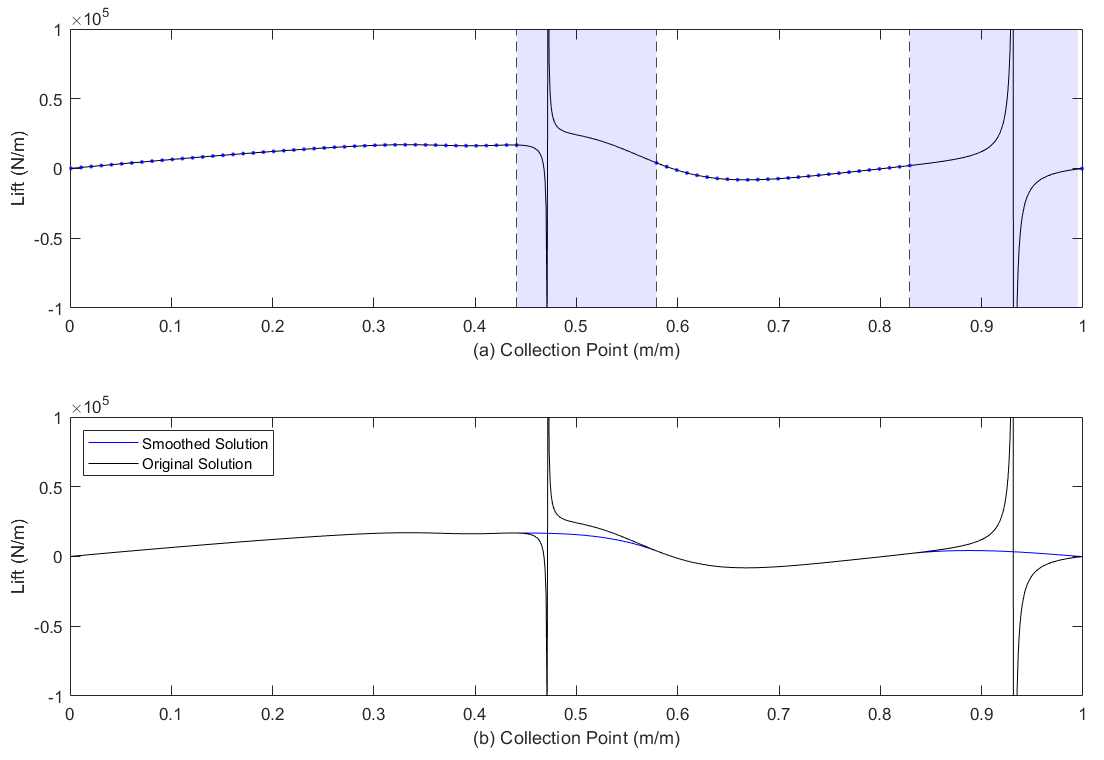 ×10^5
1
0.5
0
-0.5
-1
Lift (N/m)
0 0.1 0.2 0.3 0.4 0.5 0.6 0.7 0.8 0.9 1
(a) Collection Point (m/m)
×10^5
1
0.5
0
-0.5
-1
Lift (N/m)
Smoothed Solution
Original Solution
0 0.1 0.2 0.3 0.4 0.5 0.6 0.7 0.8 0.9 1
(b) Collection Point (m/m)